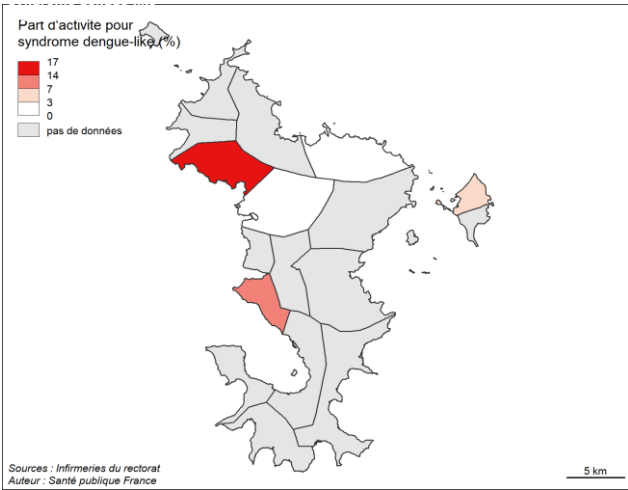 Part d'activite pour
syndrome dengue-like (%)
17
14
7
3
0
pas de données
Sources : Infirmeries du rectorat
Auteur : Santé publique France
5 km